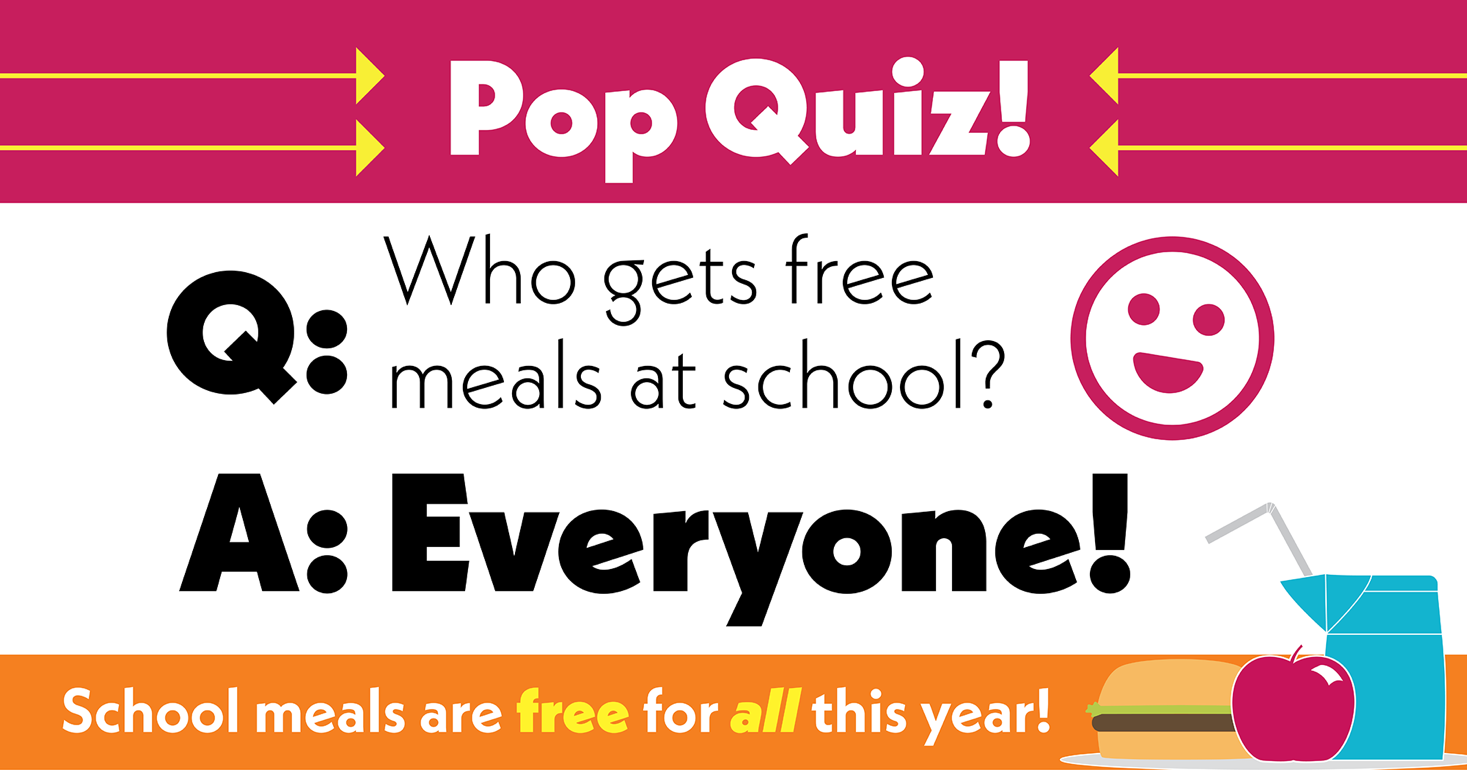 Pop Quiz!
Q: Who gets free
meals at school?
A: Everyone!
School meals are free for all this year!